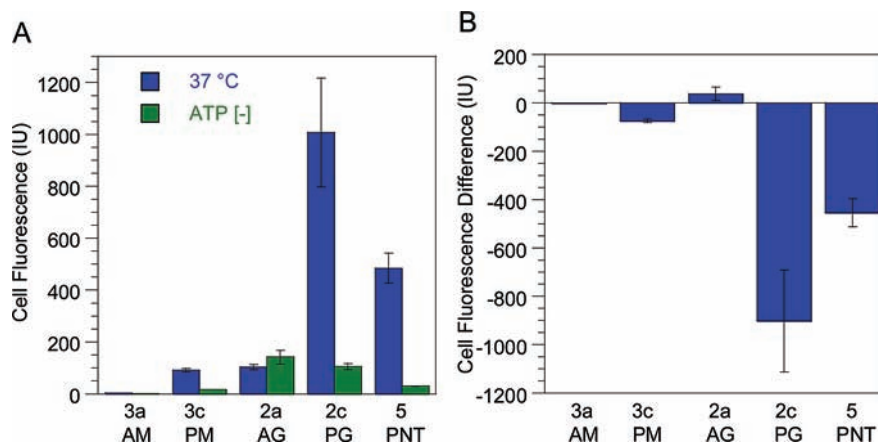 A
Cell Fluorescence (IU)
1200
1000
800
600
400
200
0
37 °C
ATP [-]
3a 3c 2a 2c 5
AM PM AG PG PNT
B
Cell Fluorescence Difference (IU)
200
0
-200
-400
-600
-800
-1000
-1200
3a 3c 2a 2c 5
AM PM AG PG PNT